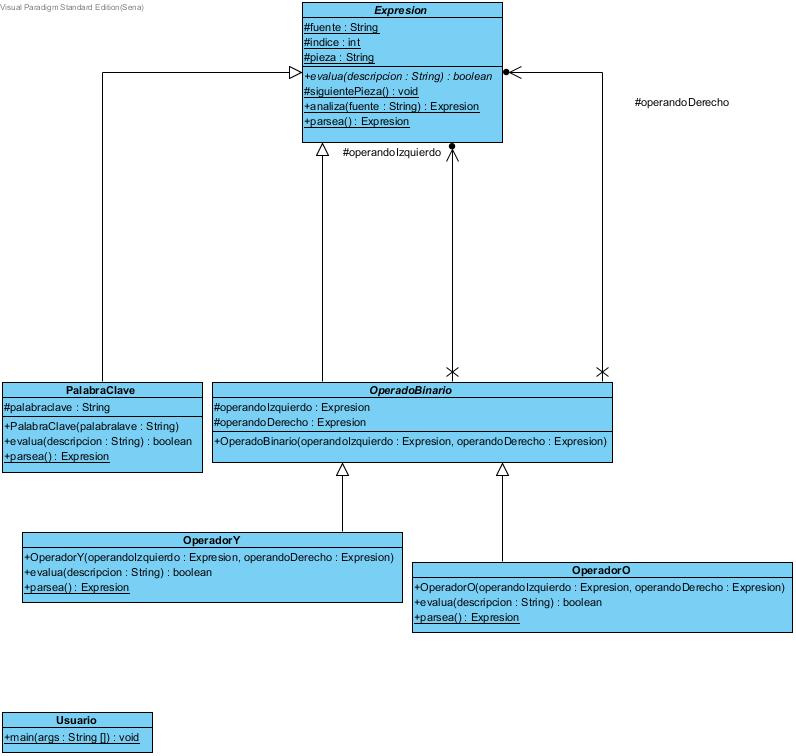 Visual Paradigm Standard Edition(Sena)
Expresion
#fuente : String
#indice : int
#pieza : String
+evalua(descripcion : String) : boolean
#siguientePieza() : void
+analiza(fuente : String) : Expresion
+parsea() : Expresion
#operandoDerecho
#operandoIzquierdo
PalabraClave
#palabraclave : String
+PalabraClave(palabralave : String)
+evalua(descripcion : String) : boolean
+parsea() : Expresion
OperadoBinario
#operandoIzquierdo : Expresion
#operandoDerecho : Expresion
+OperadoBinario(operandoIzquierdo : Expresion, operandoDerecho : Expresion)
OperadorY
+OperadorY(operandoIzquierdo : Expresion, operandoDerecho : Expresion)
+evalua(descripcion : String) : boolean
+parsea() : Expresion
OperadorO
+OperadorO(operandoIzquierdo : Expresion, operandoDerecho : Expresion)
+evalua(descripcion : String) : boolean
+parsea() : Expresion
Usuario
+main(args : String []) : void